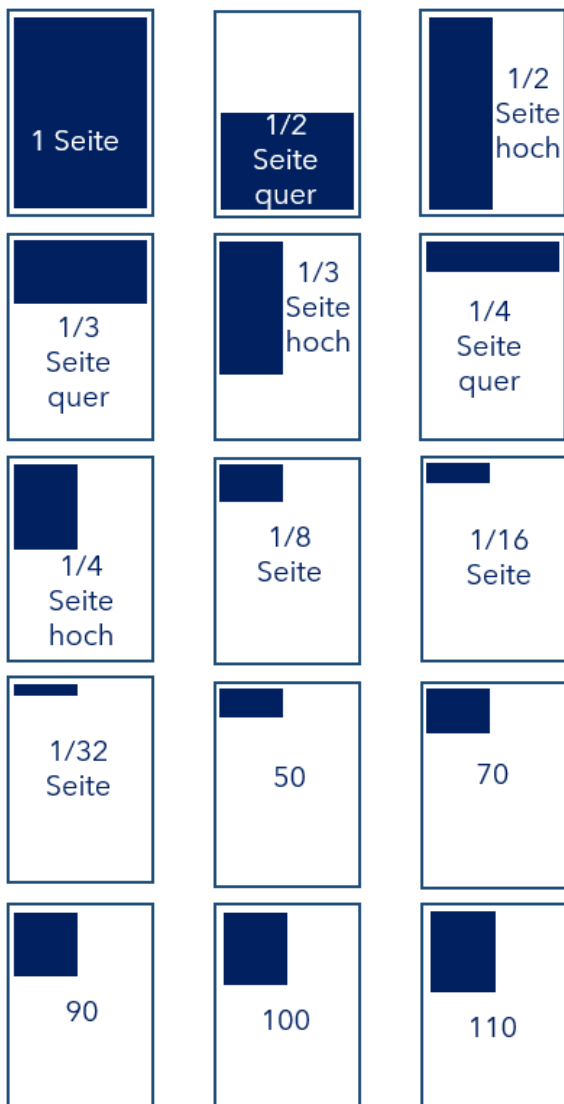 1 Seite
1/2
Seite
quer
1/2
Seite
hoch
1/3
Seite
quer
1/3
Seite
hoch
1/4
Seite
quer
1/4
Seite
hoch
1/8
Seite
1/16
Seite
1/32
Seite
50
70
90
100
110